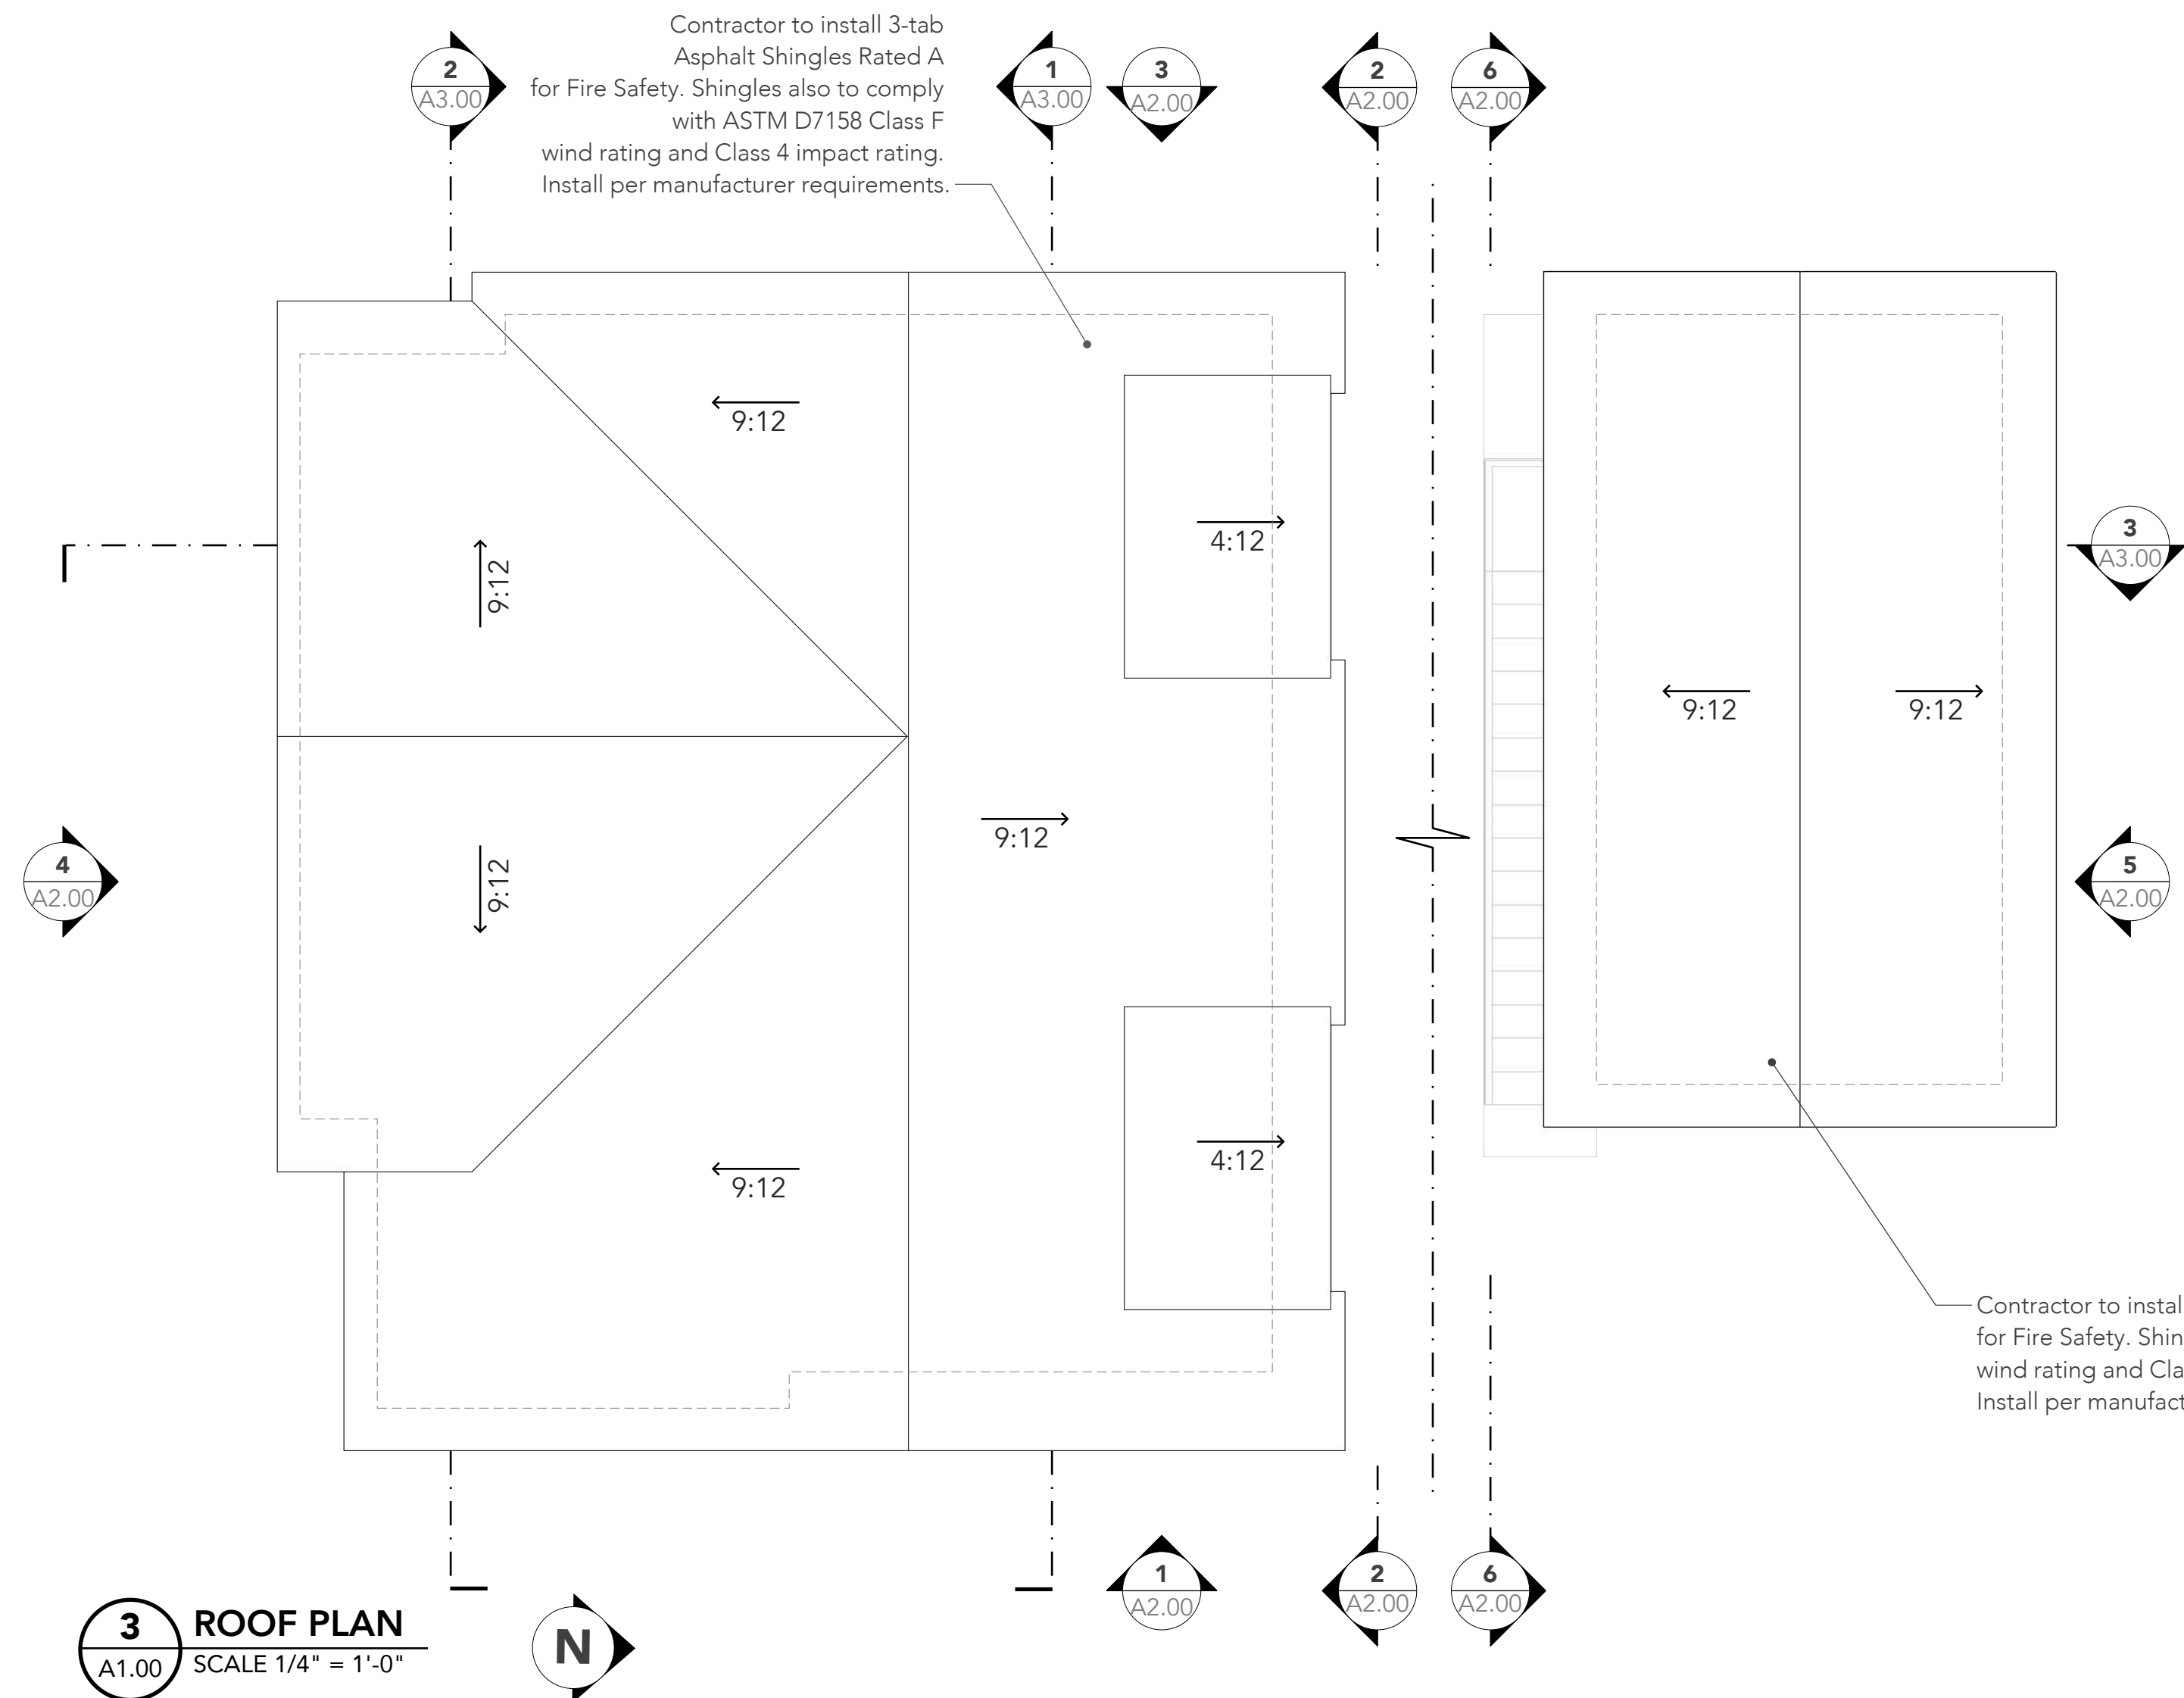 Contractor to install 3-tab
Asphalt Shingles Rated A
for Fire Safety. Shingles also to comply
with ASTM D7158 Class F
wind rating and Class 4 impact rating.
Install per manufacturer requirements.
2
A3.00
1
A3.00
3
A2.00
2
A2.00
6
A2.00
9:12
4:12
9:12
3
A3.00
9:12
9:12
9:12
4
A2.00
9:12
5
A2.00
4:12
9:12
Contractor to instal
for Fire Safety. Shin
wind rating and Cla
Install per manufact
1
A2.00
2
A2.00
6
A2.00
3
A1.00
ROOF PLAN
SCALE 1/4" = 1'-0"
N